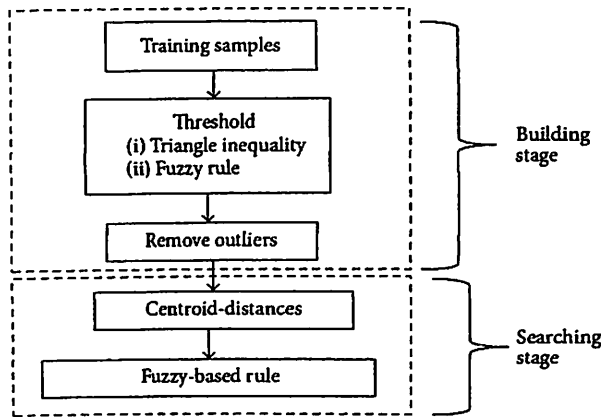 Training samples
Threshold
(i) Triangle inequality
(ii) Fuzzy rule
Remove outliers
Building
stage
Centroid-distances
Fuzzy-based rule
Searching
stage